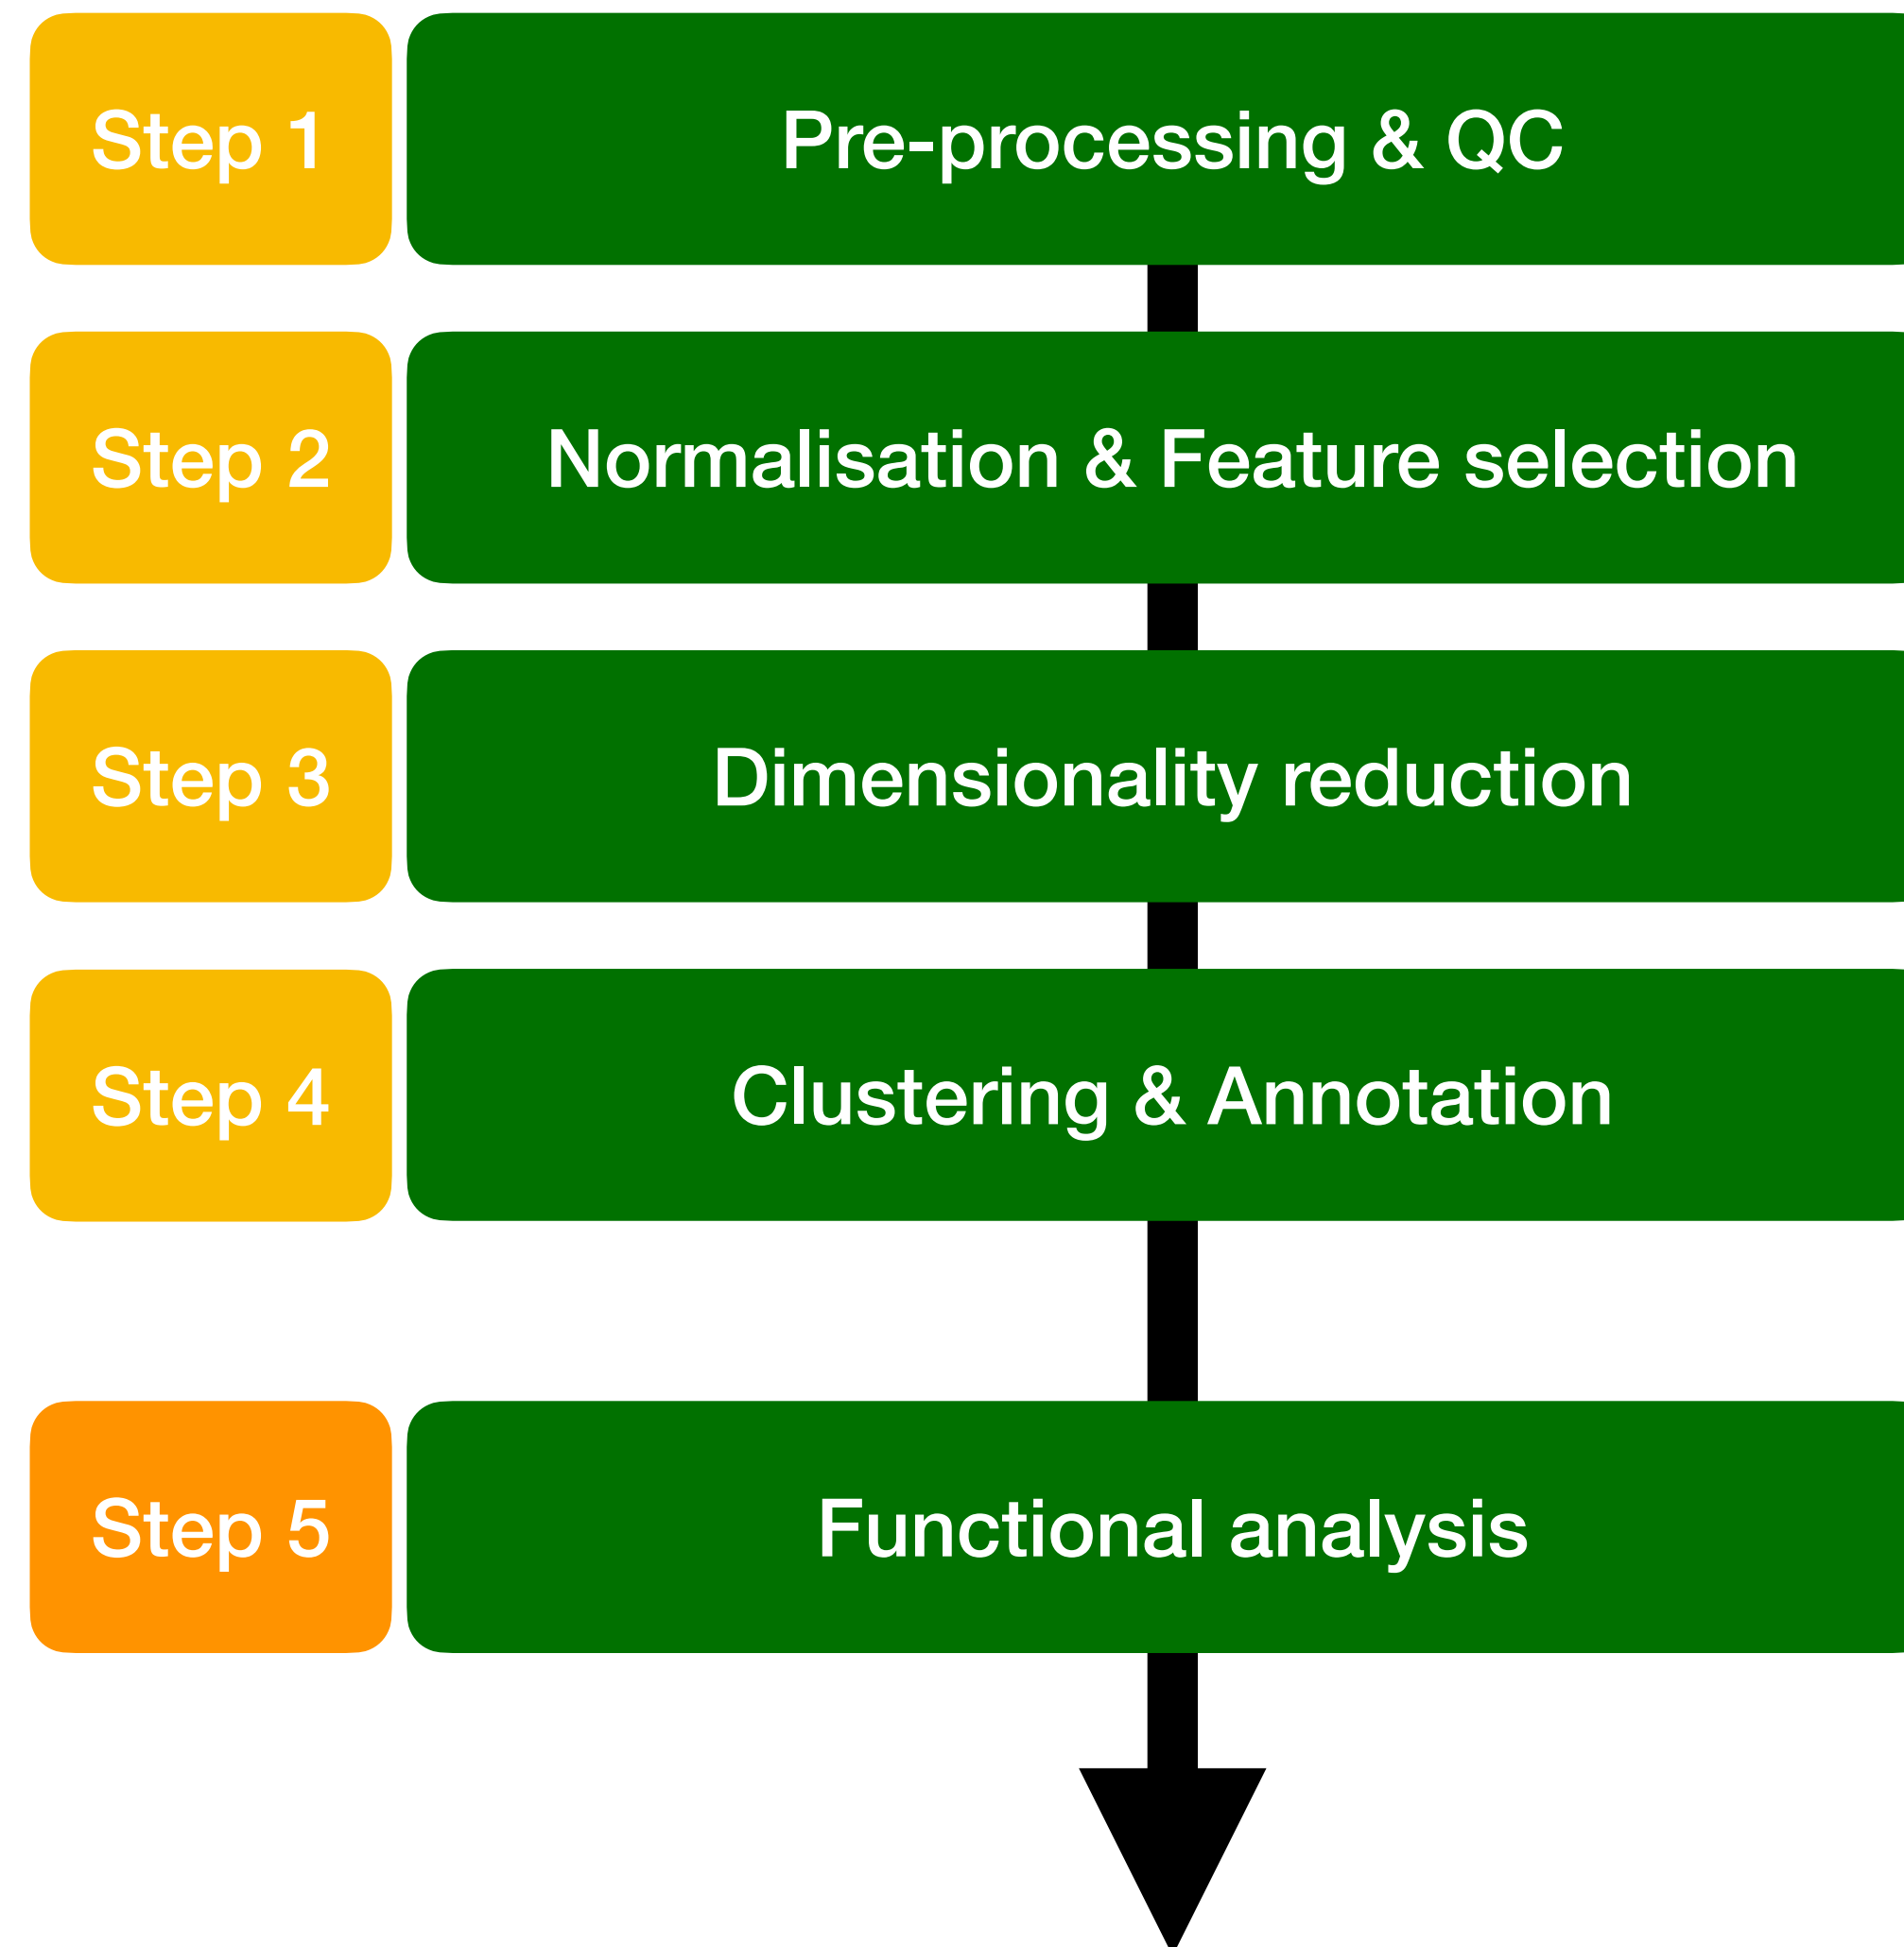 Step 1
Pre-processing & QC
Step 2
Normalisation & Feature selection
Step 3
Dimensionality reduction
Step 4
Clustering & Annotation
Step 5
Functional analysis